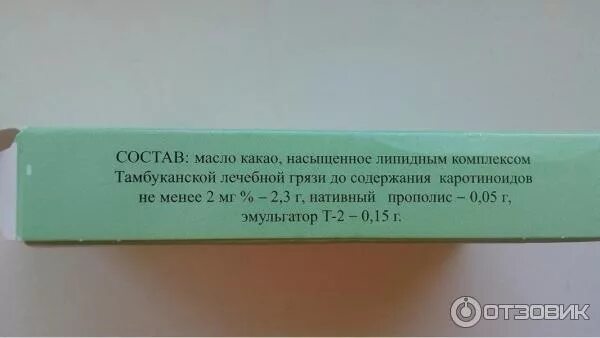 СОСТАВ: масло какао, насыщенное липидным комплексом
Тамбуканской лечебной грязи до содержания каротиноидов
не менее 2 мг % – 2,3 г, нативный прополис – 0,05 г,
эмульгатор Т-2 – 0,15 г.
ОТЗОВИК